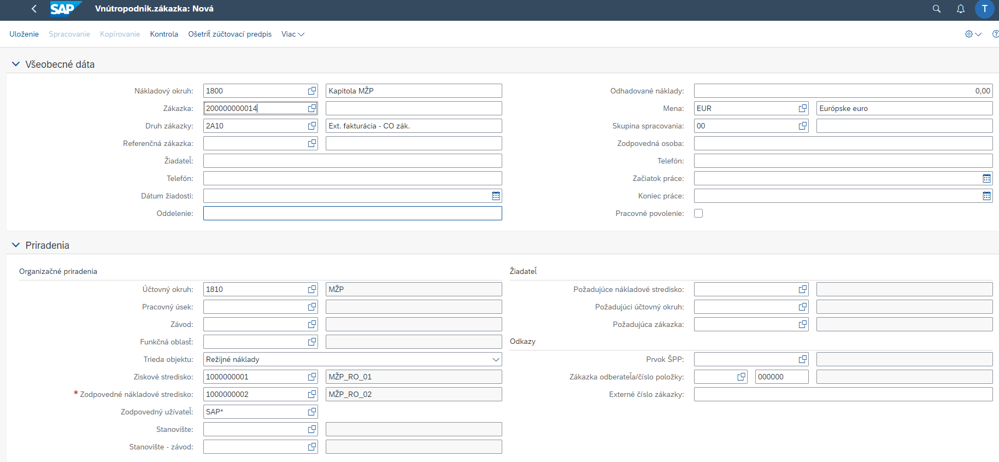 SAP Vnútropodnik.zákazka: Nová T
Uloženie Spracovanie Kopírovanie Kontrola Ošetriť zúčtovací predpis Viac
Všeobecné dáta
Nákladový okruh: 1800 Kapitola MŽP
Zákazka: 200000000014
Druh zákazky: 2A10 Ext. fakturácia - CO zák.
Referenčná zákazka:
Žiadateľ:
Telefón:
Dátum žiadosti:
Oddelenie:
Odhadované náklady: 0,00
Mena: EUR Európske euro
Skupina spracovania: 00
Zodpovedná osoba:
Telefón:
Začiatok práce:
Koniec práce:
Pracovné povolenie:
Priradenia
Organizačné priradenia
Účtovný okruh: 1810 MŽP
Pracovný úsek:
Závod:
Funkčná oblasť:
Trieda objektu: Režijné náklady
Ziskové stredisko: 1000000001 MŽP_RO_01
* Zodpovedné nákladové stredisko: 1000000002 MŽP_RO_02
Zodpovedný užívateľ: SAP*
Stanovište:
Stanovište - závod:
Žiadateľ
Požadujúce nákladové stredisko:
Požadujúci účtovný okruh:
Požadujúca zákazka:
Odkazy
Prvok ŠPP:
Zákazka odberateľa/číslo položky: 000000
Externé číslo zákazky: